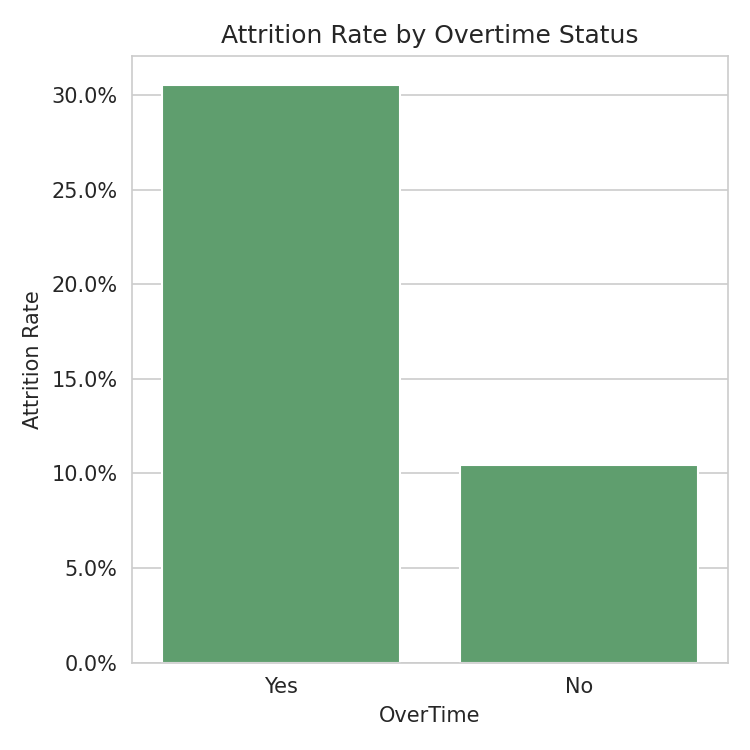 Attrition Rate by Overtime Status
30.0%
25.0%
20.0%
15.0%
10.0%
5.0%
0.0%
Attrition Rate
Yes
No
OverTime